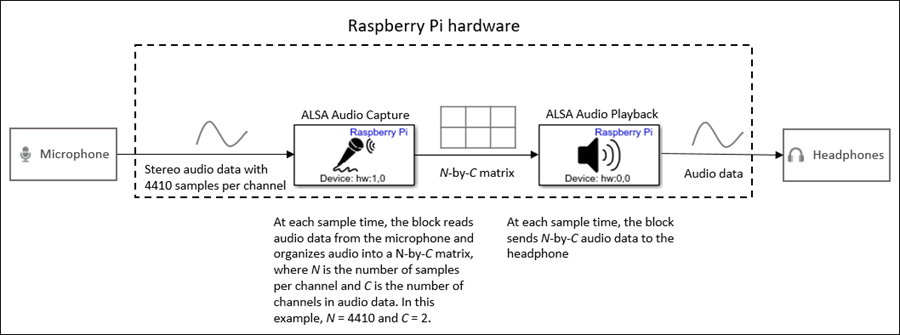 Raspberry Pi hardware
Microphone
Stereo audio data with
4410 samples per channel
ALSA Audio Capture
Raspberry Pi
Device: hw:1,0
N-by-C matrix
ALSA Audio Playback
Raspberry Pi
Device: hw:0,0
Audio data
Headphones
At each sample time, the block reads
audio data from the microphone and
organizes audio into a N-by-C matrix,
where N is the number of samples
per channel and C is the number of
channels in audio data. In this
example, N = 4410 and C = 2.
At each sample time, the block
sends N-by-C audio data to the
headphone